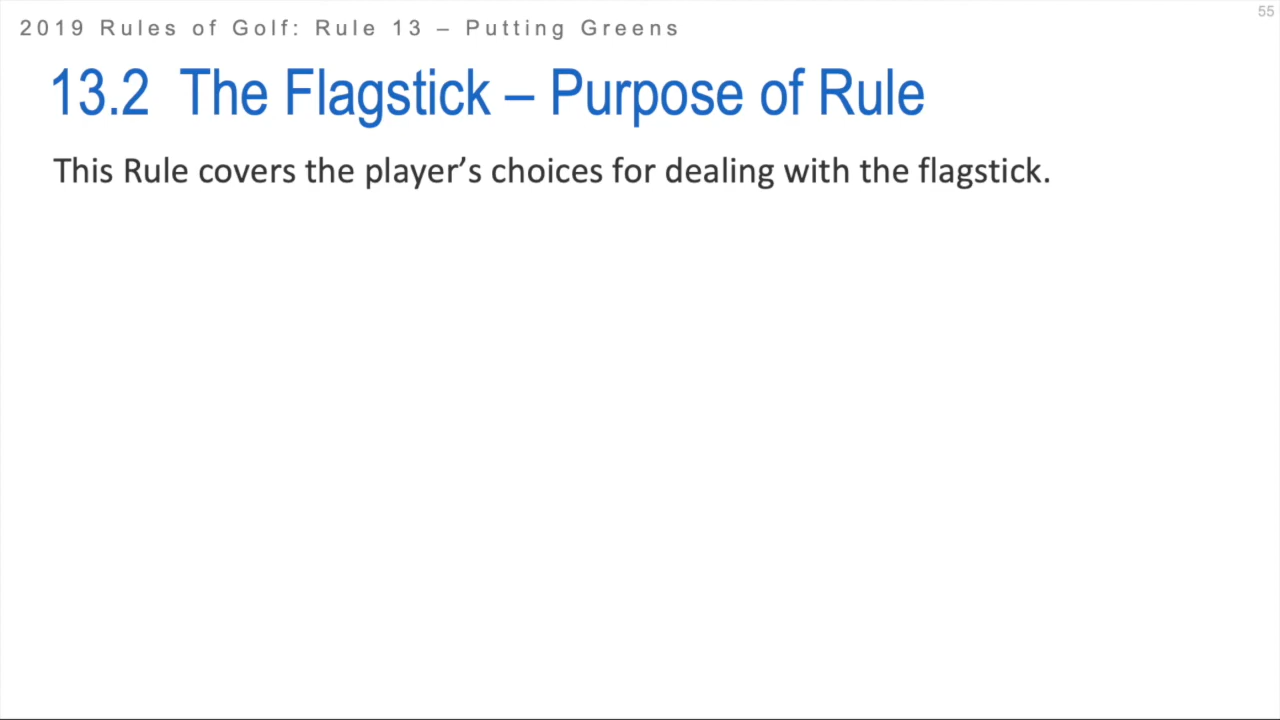 55
2019 Rules of Golf: Rule 13 – Putting Greens
13.2 The Flagstick – Purpose of Rule
This Rule covers the player’s choices for dealing with the flagstick.